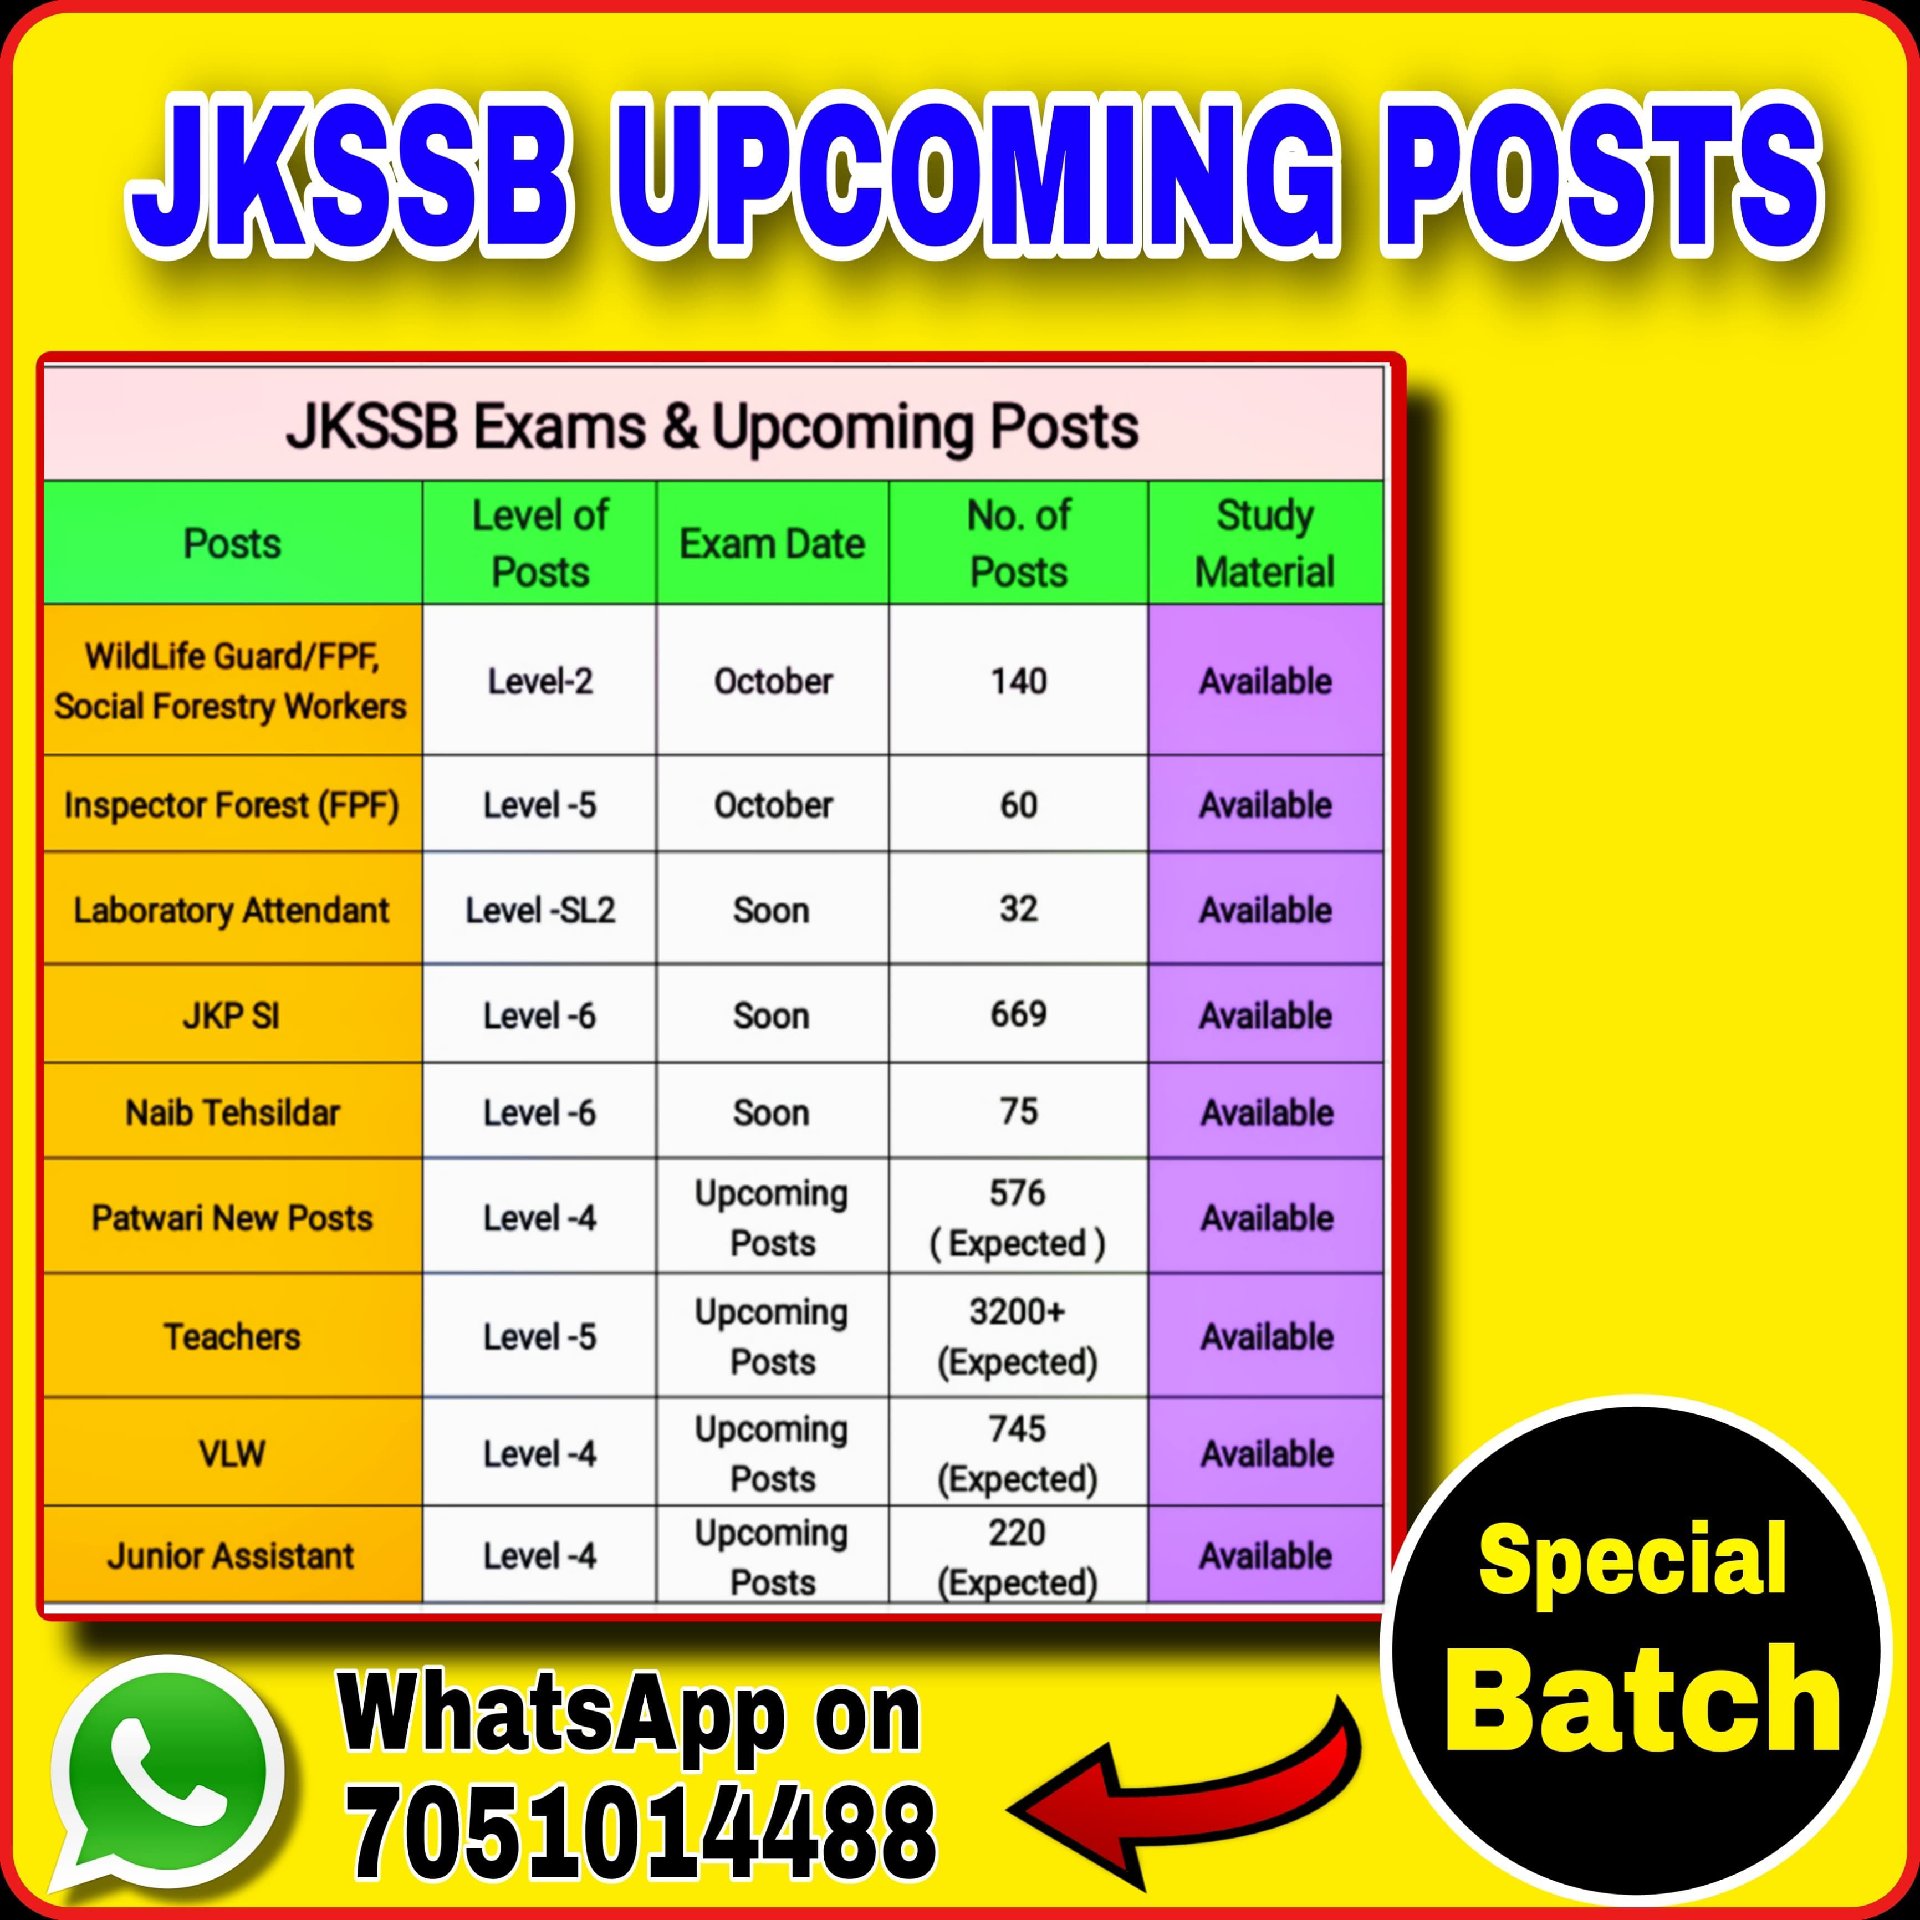 JKSSB UPCOMING POSTS
JKSSB Exams & Upcoming Posts
Posts
Level of
Posts
Exam Date
No. of
Posts
Study
Material
WildLife Guard/FPF,
Social Forestry Workers
Level-2
October
140
Available
Inspector Forest (FPF)
Level -5
October
60
Available
Laboratory Attendant
Level -SL2
Soon
32
Available
JKP SI
Level -6
Soon
669
Available
Naib Tehsildar
Level -6
Soon
75
Available
Patwari New Posts
Level -4
Upcoming
Posts
576
( Expected )
Available
Teachers
Level -5
Upcoming
Posts
3200+
(Expected)
Available
VLW
Level -4
Upcoming
Posts
745
(Expected)
Available
Junior Assistant
Level -4
Upcoming
Posts
220
(Expected)
Available
Special
Batch
WhatsApp on
7051014488